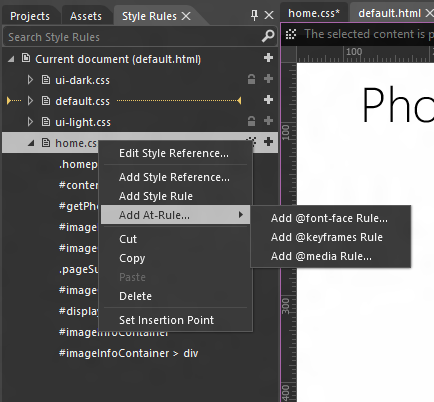 Projects Assets Style Rules
home.css* default.html
Search Style Rules
The selected content is p
Current document (default.html)
100
ui-dark.css
default.css
Pho
ui-light.css
100
home.cs
Edit Style Reference...
.homep
#conten
Add Style Reference...
#getPho
Add Style Rule
#image
Add At-Rule...
Add @font-face Rule...
#image
Cut
Add @keyframes Rule
.pageSu
Copy
Add @media Rule...
#image
Paste
#display
Delete
300
#imageInfoContainer
Set Insertion Point
#imageInfoContainer > div
400